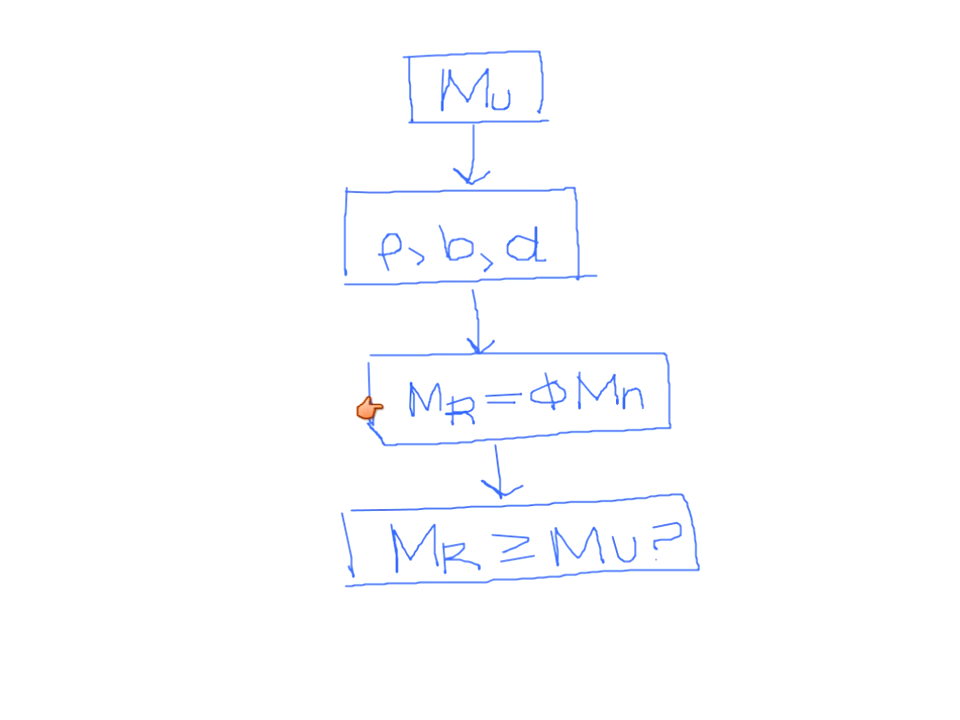 Mu
ρ, b, d
MR = φMn
MR ≥ Mu?